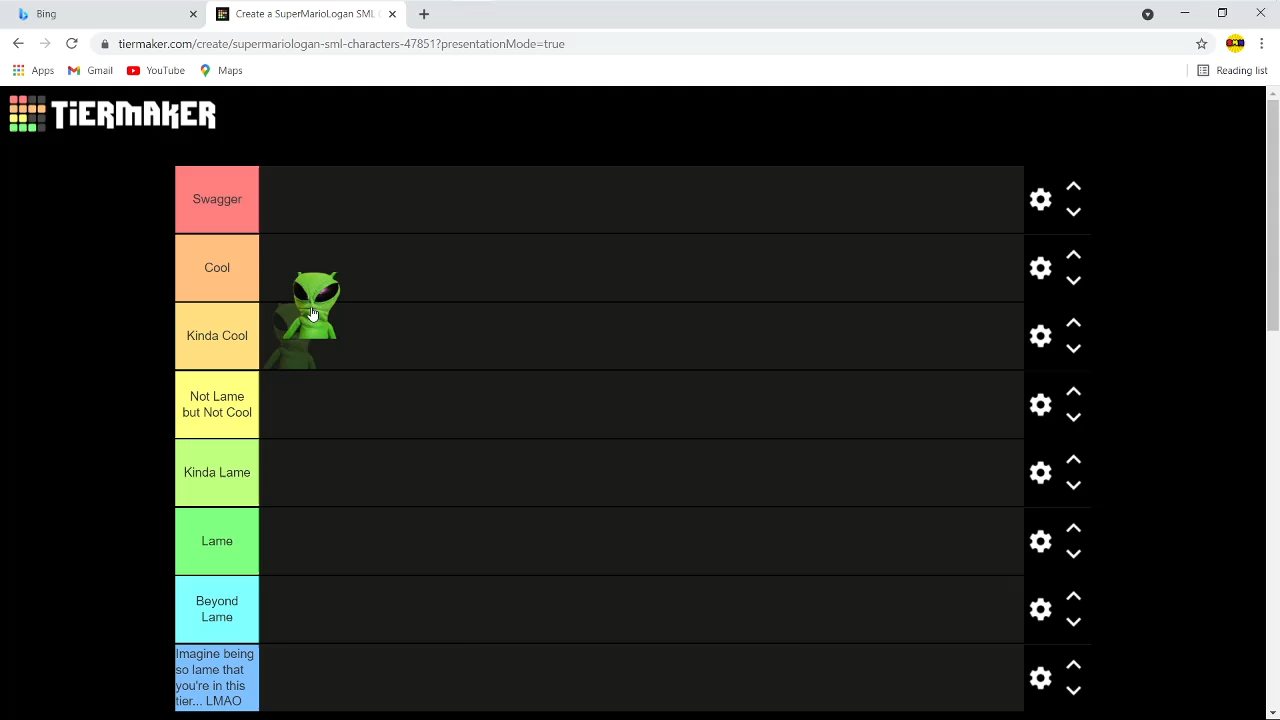 Bing
Create a SuperMarioLogan SML (
tiermaker.com/create/supermariologan-sml-characters-47851?presentationMode=true
Apps
Gmail
YouTube
Maps
Reading list
TiERMAKER
Swagger
Cool
Kinda Cool
Not Lame
but Not Cool
Kinda Lame
Lame
Beyond
Lame
Imagine being
so lame that
you're in this
tier... LMAO